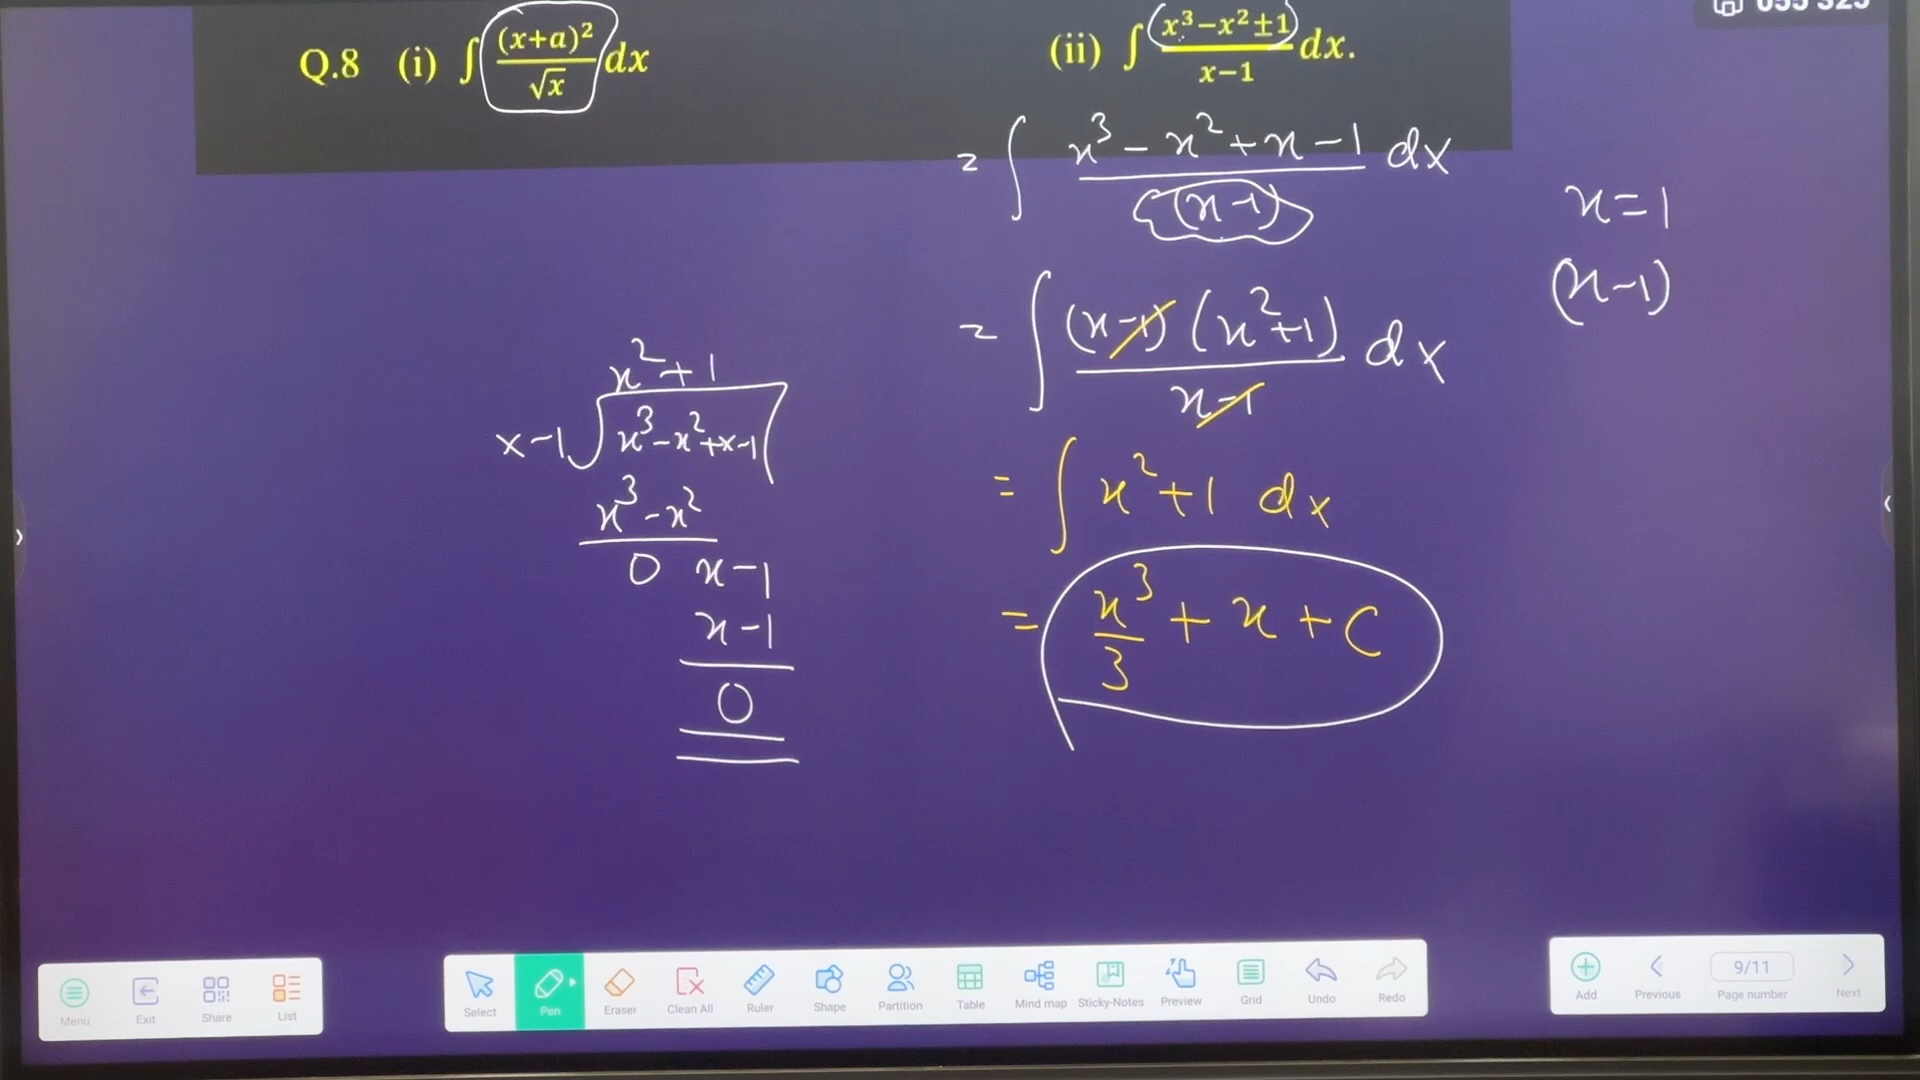 Q.8 (i) ∫ (x+a)²/√x dx
(ii) ∫ (x³−x²±1)/(x−1) dx.
= ∫ (x³ − x² + x − 1)/(x−1) dx
x = 1
(x−1)
= ∫ (x−1)(x²+1)/(x−1) dx
x² + 1
x−1 √ x³−x²+x−1
x³ − x²
0 x−1
x−1
0
= ∫ x²+1 dx
= x³/3 + x + C
Menu
Exit
Share
List
Select
Pen
Eraser
Clean All
Ruler
Shape
Partition
Table
Mind map
Sticky-Notes
Preview
Grid
Undo
Redo
Add
Previous
9/11
Page number
Next